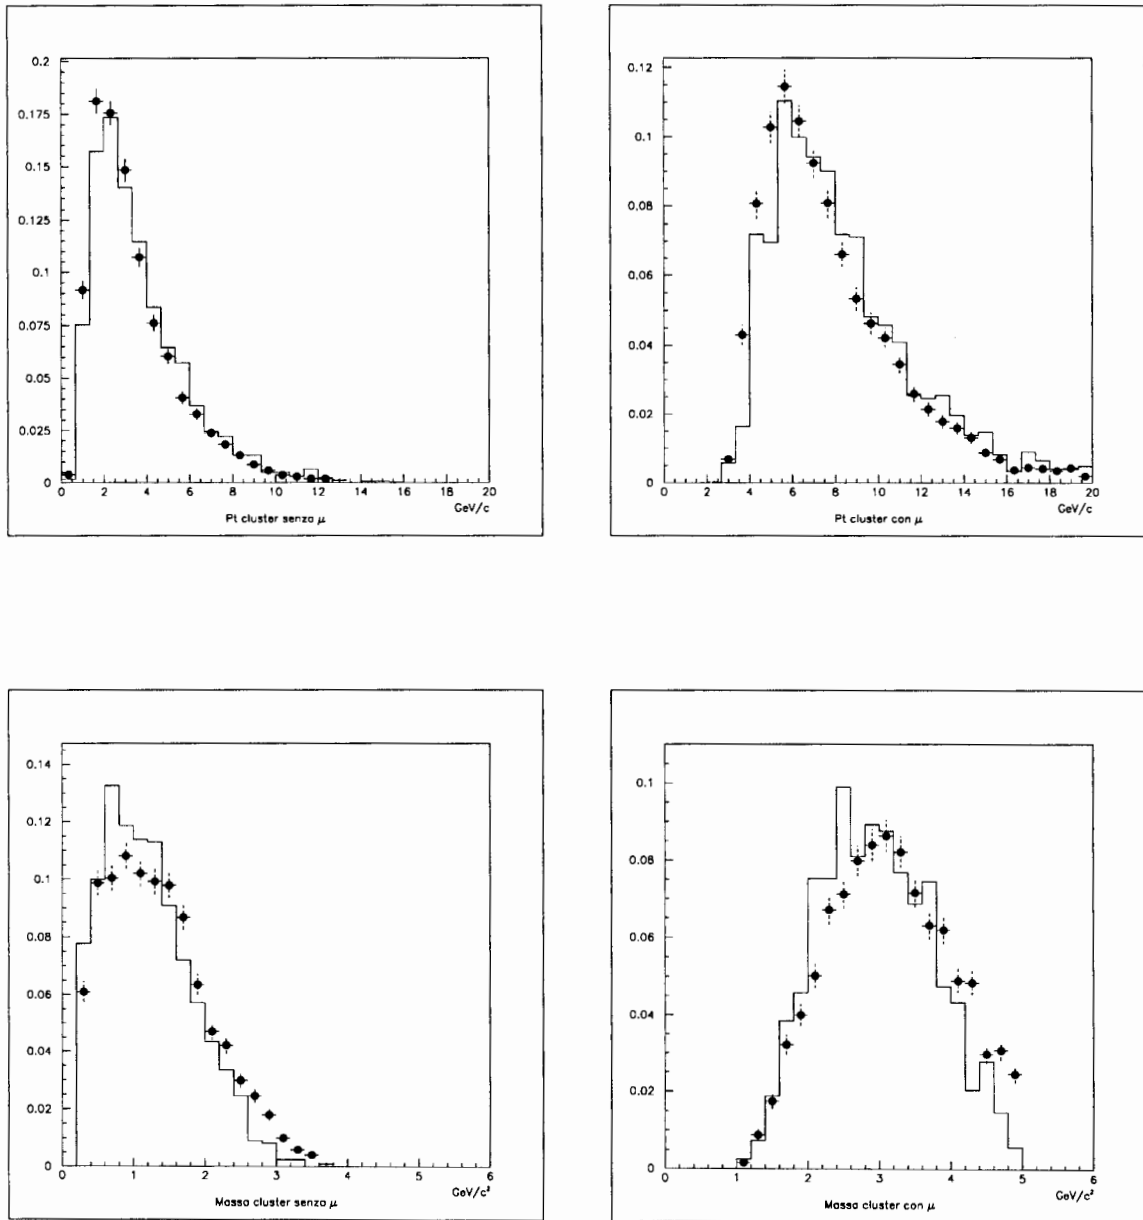 0.2
0.175
0.15
0.125
0.1
0.075
0.05
0.025
0
0 2 4 6 8 10 12 14 16 18 20
GeV/c
Pt cluster senza μ
0.12
0.1
0.08
0.06
0.04
0.02
0
0 2 4 6 8 10 12 14 16 18 20
GeV/c
Pt cluster con μ
0.14
0.12
0.1
0.08
0.06
0.04
0.02
0
0 1 2 3 4 5 6
GeV/c²
Massa cluster senza μ
0.1
0.08
0.06
0.04
0.02
0
0 1 2 3 4 5 6
GeV/c²
Massa cluster con μ